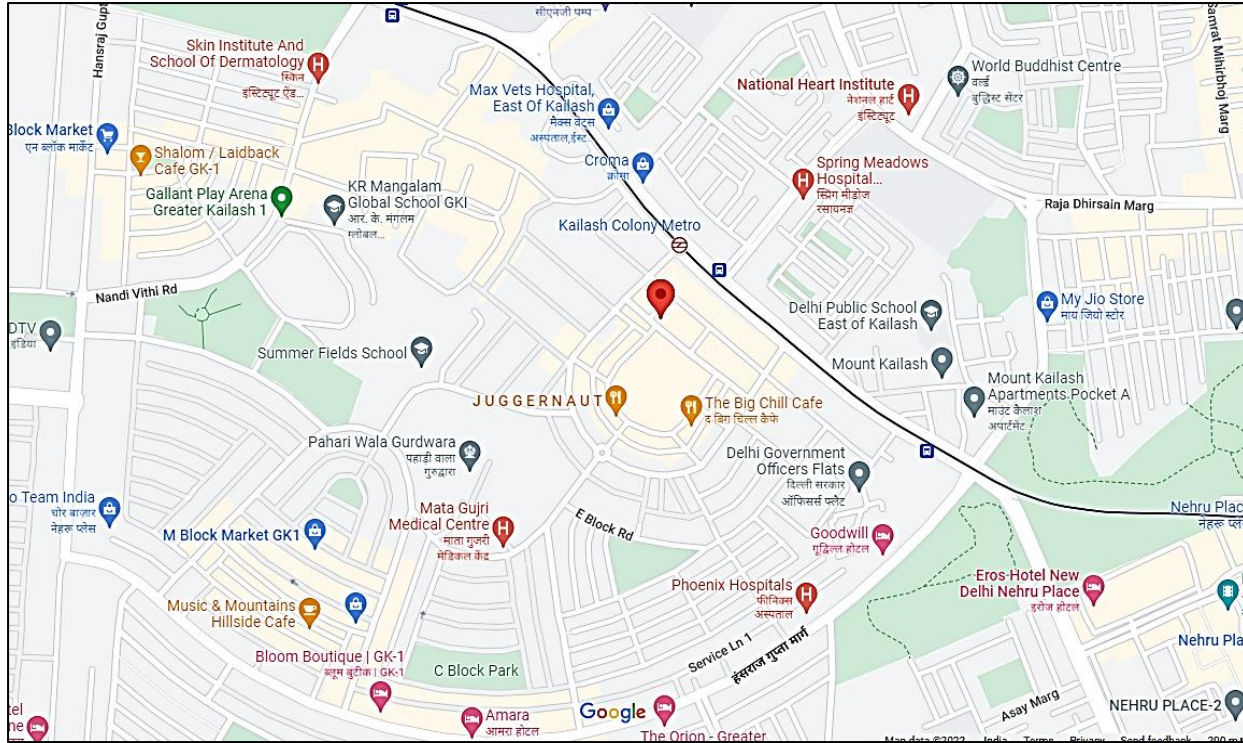 Hansraj Gupt
सीएनजी पम्प
Samrat Mihirbhoj Marg
Skin Institute And
School Of Dermatology
स्किन
इंस्टिट्यूट ऐंड...
Max Vets Hospital,
East Of Kailash
मैक्स वेट्स
अस्पताल,ईस्ट...
National Heart Institute
नेशनल हार्ट
इंस्टिट्यूट
World Buddhist Centre
वर्ल्ड
बुद्धिस्ट सेंटर
Block Market
एन ब्लॉक मार्केट
Shalom / Laidback
Cafe GK-1
Croma
क्रोमा
Spring Meadows
Hospital...
स्प्रिंग मीडोज
रसायनज्ञ
Gallant Play Arena
Greater Kailash 1
KR Mangalam
Global School GKI
आर. के. मंगलम
ग्लोबल...
Raja Dhirsain Marg
Kailash Colony Metro
Nandi Vithi Rd
DTV
इंडिया
Delhi Public School
East of Kailash
My Jio Store
माय जियो स्टोर
Summer Fields School
Mount Kailash
Mount Kailash
Apartments Pocket A
माउंट कैलाश
अपार्टमेंट
JUGGERNAUT
The Big Chill Cafe
द बिग चिल्ल कैफे
Pahari Wala Gurdwara
पहाड़ी वाला
गुरुद्वारा
Delhi Government
Officers Flats
दिल्ली सरकार
ऑफिसर्स फ्लैट
o Team India
चोर बाज़ार
नेहरू प्लेस
Mata Gujri
Medical Centre
माता गुजरी
मेडिकल केंद्र
E Block Rd
Nehru Place
नेहरू प्ले
M Block Market GK1
Goodwill
गूडिल्ल होटल
Phoenix Hospitals
फीनिक्स
अस्पताल
Eros-Hotel New
Delhi Nehru Place
इरोज होटल
Music & Mountains
Hillside Cafe
Nehru Pla
Bloom Boutique | GK-1
ब्लूम बुटीक | GK-1
C Block Park
Service Ln 1
हंसराज गुप्ता मार्ग
Asay Marg
NEHRU PLACE-2
Amara
आमरा होटल
Google
The Orion - Greater
Map data ©2022 India Terms Privacy Send feedback 200 m